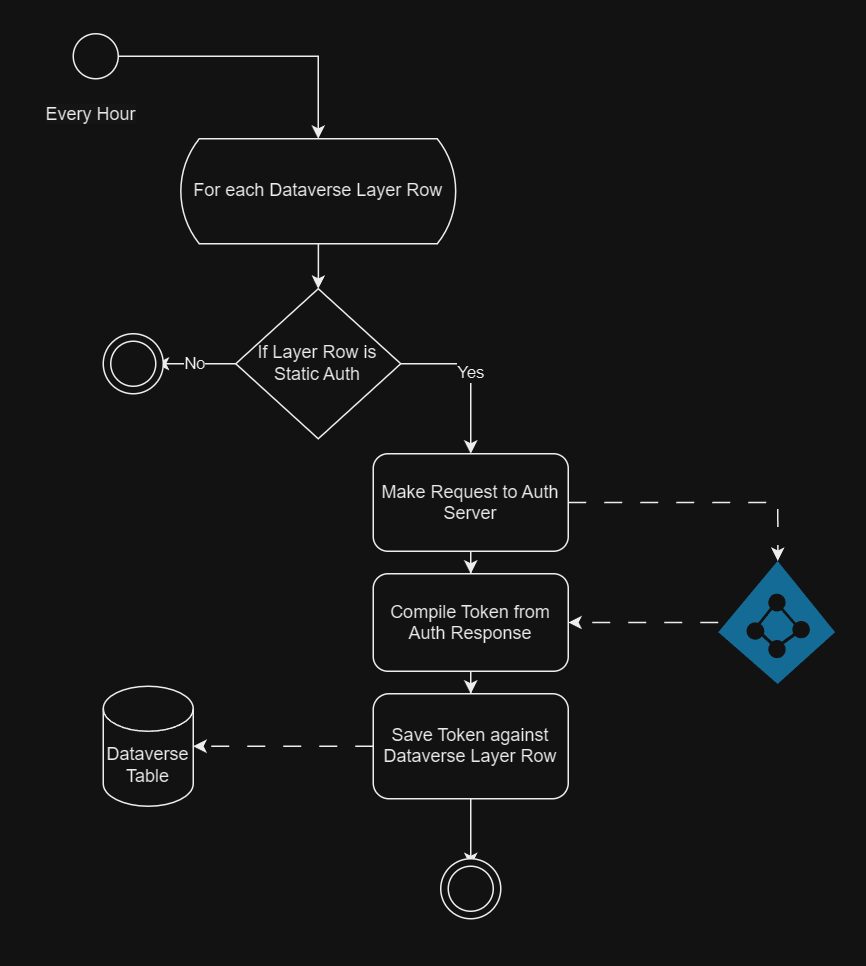 Every Hour
For each Dataverse Layer Row
If Layer Row is
Static Auth
No
Yes
Make Request to Auth
Server
Compile Token from
Auth Response
Save Token against
Dataverse Layer Row
Dataverse
Table